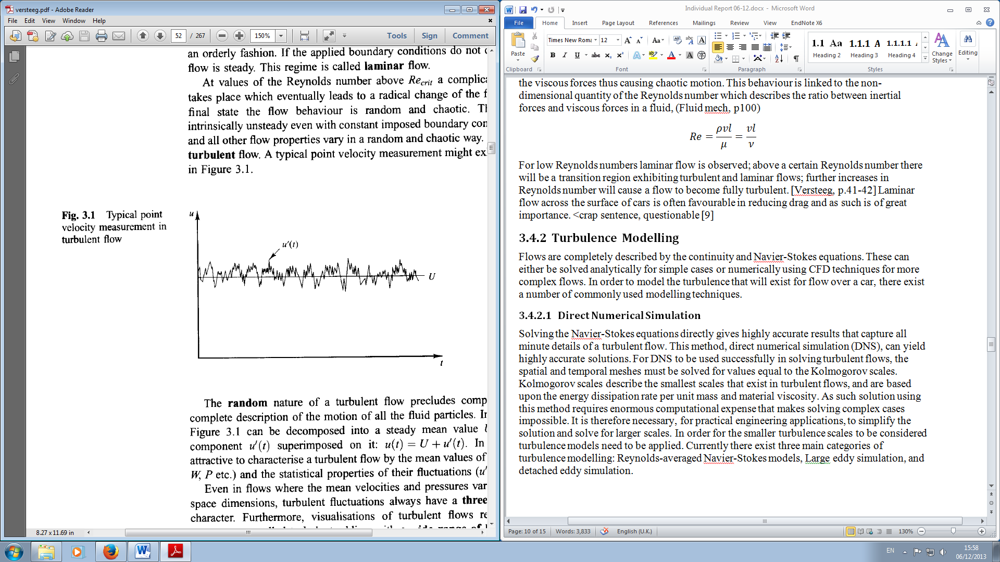 versteeg.pdf - Adobe Reader
File Edit View Window Help
52 / 267 150% Tools Sign Comment
an orderly fashion. If the applied boundary conditions do not
flow is steady. This regime is called laminar flow.
At values of the Reynolds number above Recrit a
takes place which eventually leads to a radical change of the
final state the flow behaviour is random and chaotic.
intrinsically unsteady even with constant imposed boundary
and all other flow properties vary in a random and chaotic way.
turbulent flow. A typical point velocity measurement might
in Figure 3.1.
Fig. 3.1 Typical point
velocity measurement in
turbulent flow
u
u'(t)
U
t
The random nature of a turbulent flow precludes
complete description of the motion of all the fluid particles.
Figure 3.1 can be decomposed into a steady mean value
component u'(t) superimposed on it: u(t) = U + u'(t). In
attractive to characterise a turbulent flow by the mean values of
W, P etc.) and the statistical properties of their fluctuations (u'
Even in flows where the mean velocities and pressures
space dimensions, turbulent fluctuations always have a three
character. Furthermore, visualisations of turbulent flows
8.27 x 11.69 in
Individual Report 06-12.docx - Microsoft Word
File Home Insert Page Layout References Mailings Review View EndNote X6
Paste
Clipboard
Times New Roma 12
Font
Paragraph
1.1 Aa 1.1.1 A 1.1.1.1
Heading 2 Heading 3 Heading 4
Styles
Change Styles
Editing
the viscous forces thus causing chaotic motion. This behaviour is linked to the non-
dimensional quantity of the Reynolds number which describes the ratio between inertial
forces and viscous forces in a fluid, (Fluid mech, p100)
Re = ρvl/μ = vl/ν
For low Reynolds numbers laminar flow is observed; above a certain Reynolds number there
will be a transition region exhibiting turbulent and laminar flows; further increases in
Reynolds number will cause a flow to become fully turbulent. [Versteeg, p.41-42] Laminar
flow across the surface of cars is often favourable in reducing drag and as such is of great
importance. <crap sentence, questionable [9]
3.4.2 Turbulence Modelling
Flows are completely described by the continuity and Navier-Stokes equations. These can
either be solved analytically for simple cases or numerically using CFD techniques for more
complex flows. In order to model the turbulence that will exist for flow over a car, there exist
a number of commonly used modelling techniques.
3.4.2.1 Direct Numerical Simulation
Solving the Navier-Stokes equations directly gives highly accurate results that capture all
minute details of a turbulent flow. This method, direct numerical simulation (DNS), can yield
highly accurate solutions. For DNS to be used successfully in solving turbulent flows, the
spatial and temporal meshes must be solved for values equal to the Kolmogorov scales.
Kolmogorov scales describe the smallest scales that exist in turbulent flows, and are based
upon the energy dissipation rate per unit mass and material viscosity. As such solution using
this method requires enormous computational expense that makes solving complex cases
impossible. It is therefore necessary, for practical engineering applications, to simplify the
solution and solve for larger scales. In order for the smaller turbulence scales to be considered
turbulence models need to be applied. Currently there exist three main categories of
turbulence modelling: Reynolds-averaged Navier-Stokes models, Large eddy simulation, and
detached eddy simulation.
Page: 10 of 15 Words: 3,833 English (U.K.) 130%
EN
15:58
06/12/2013